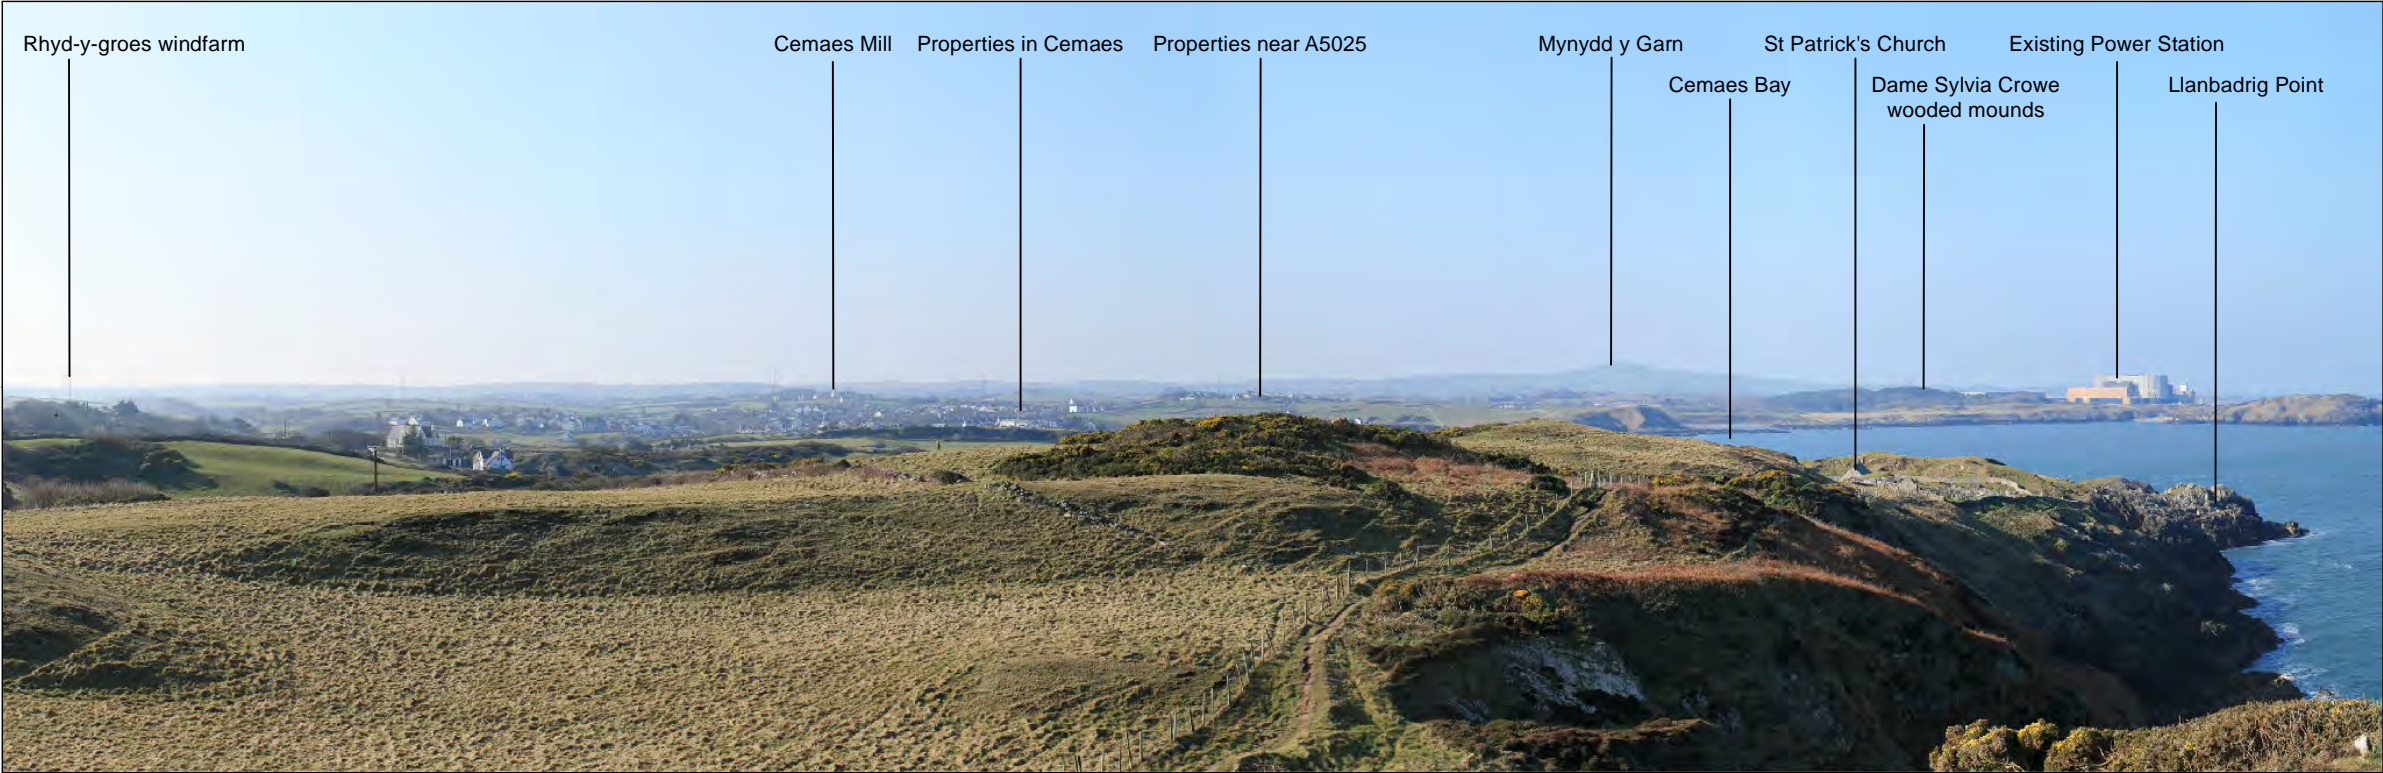 Rhyd-y-groes windfarm
Cemaes Mill
Properties in Cemaes
Properties near A5025
Mynydd y Garn
St Patrick's Church
Existing Power Station
Cemaes Bay
Dame Sylvia Crowe
wooded mounds
Llanbadrig Point